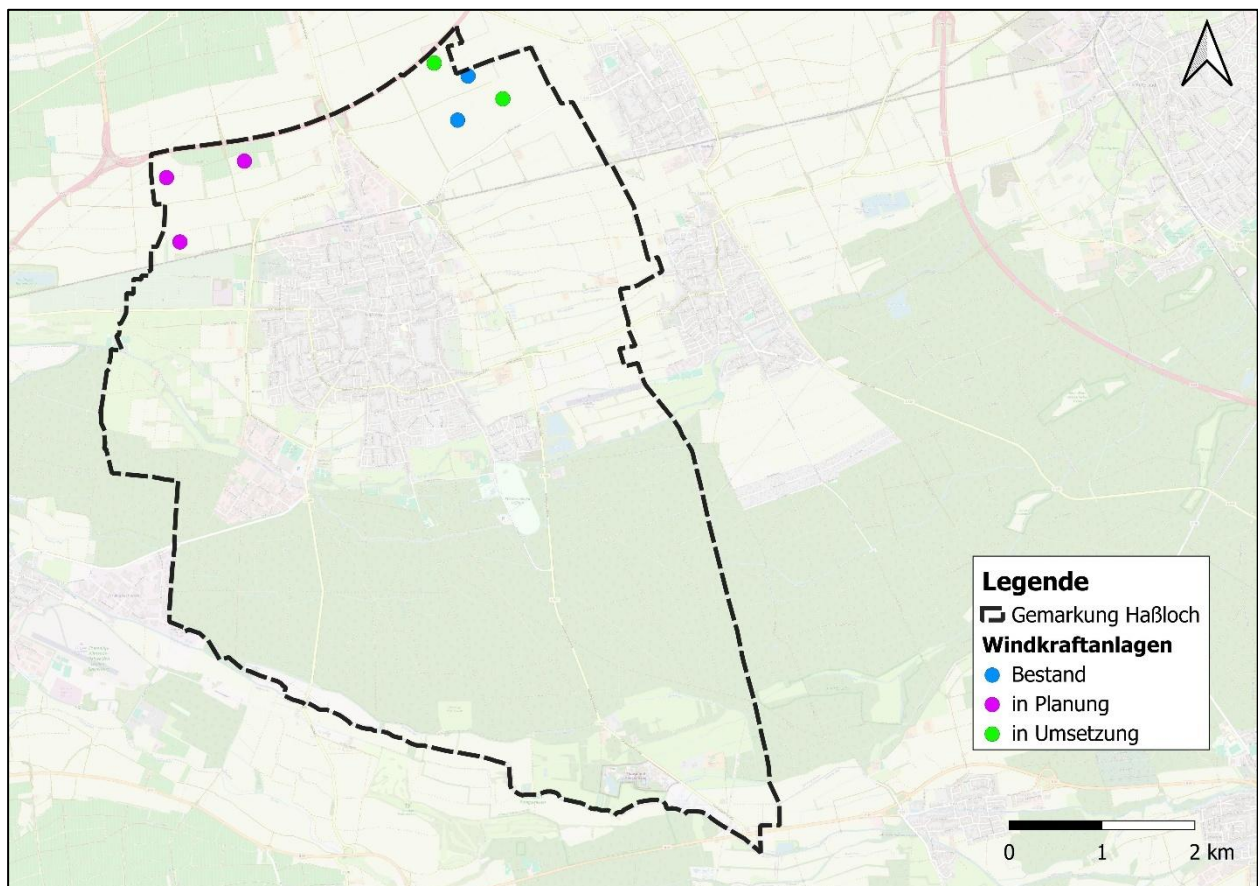 Legende
Gemarkung Haßloch
Windkraftanlagen
Bestand
in Planung
in Umsetzung
0 1 2 km